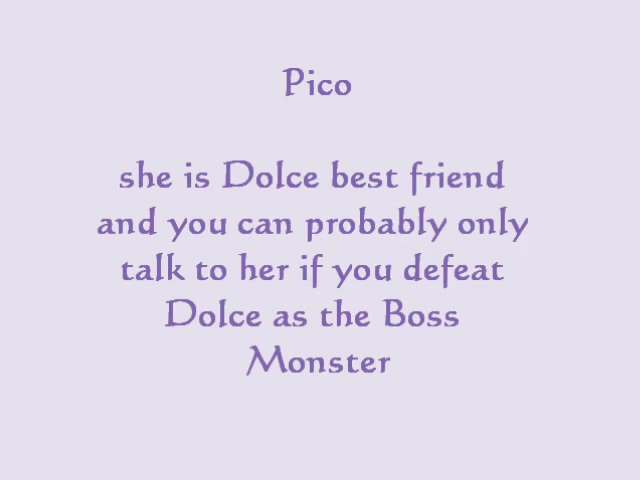 Pico
she is Dolce best friend
and you can probably only
talk to her if you defeat
Dolce as the Boss
Monster